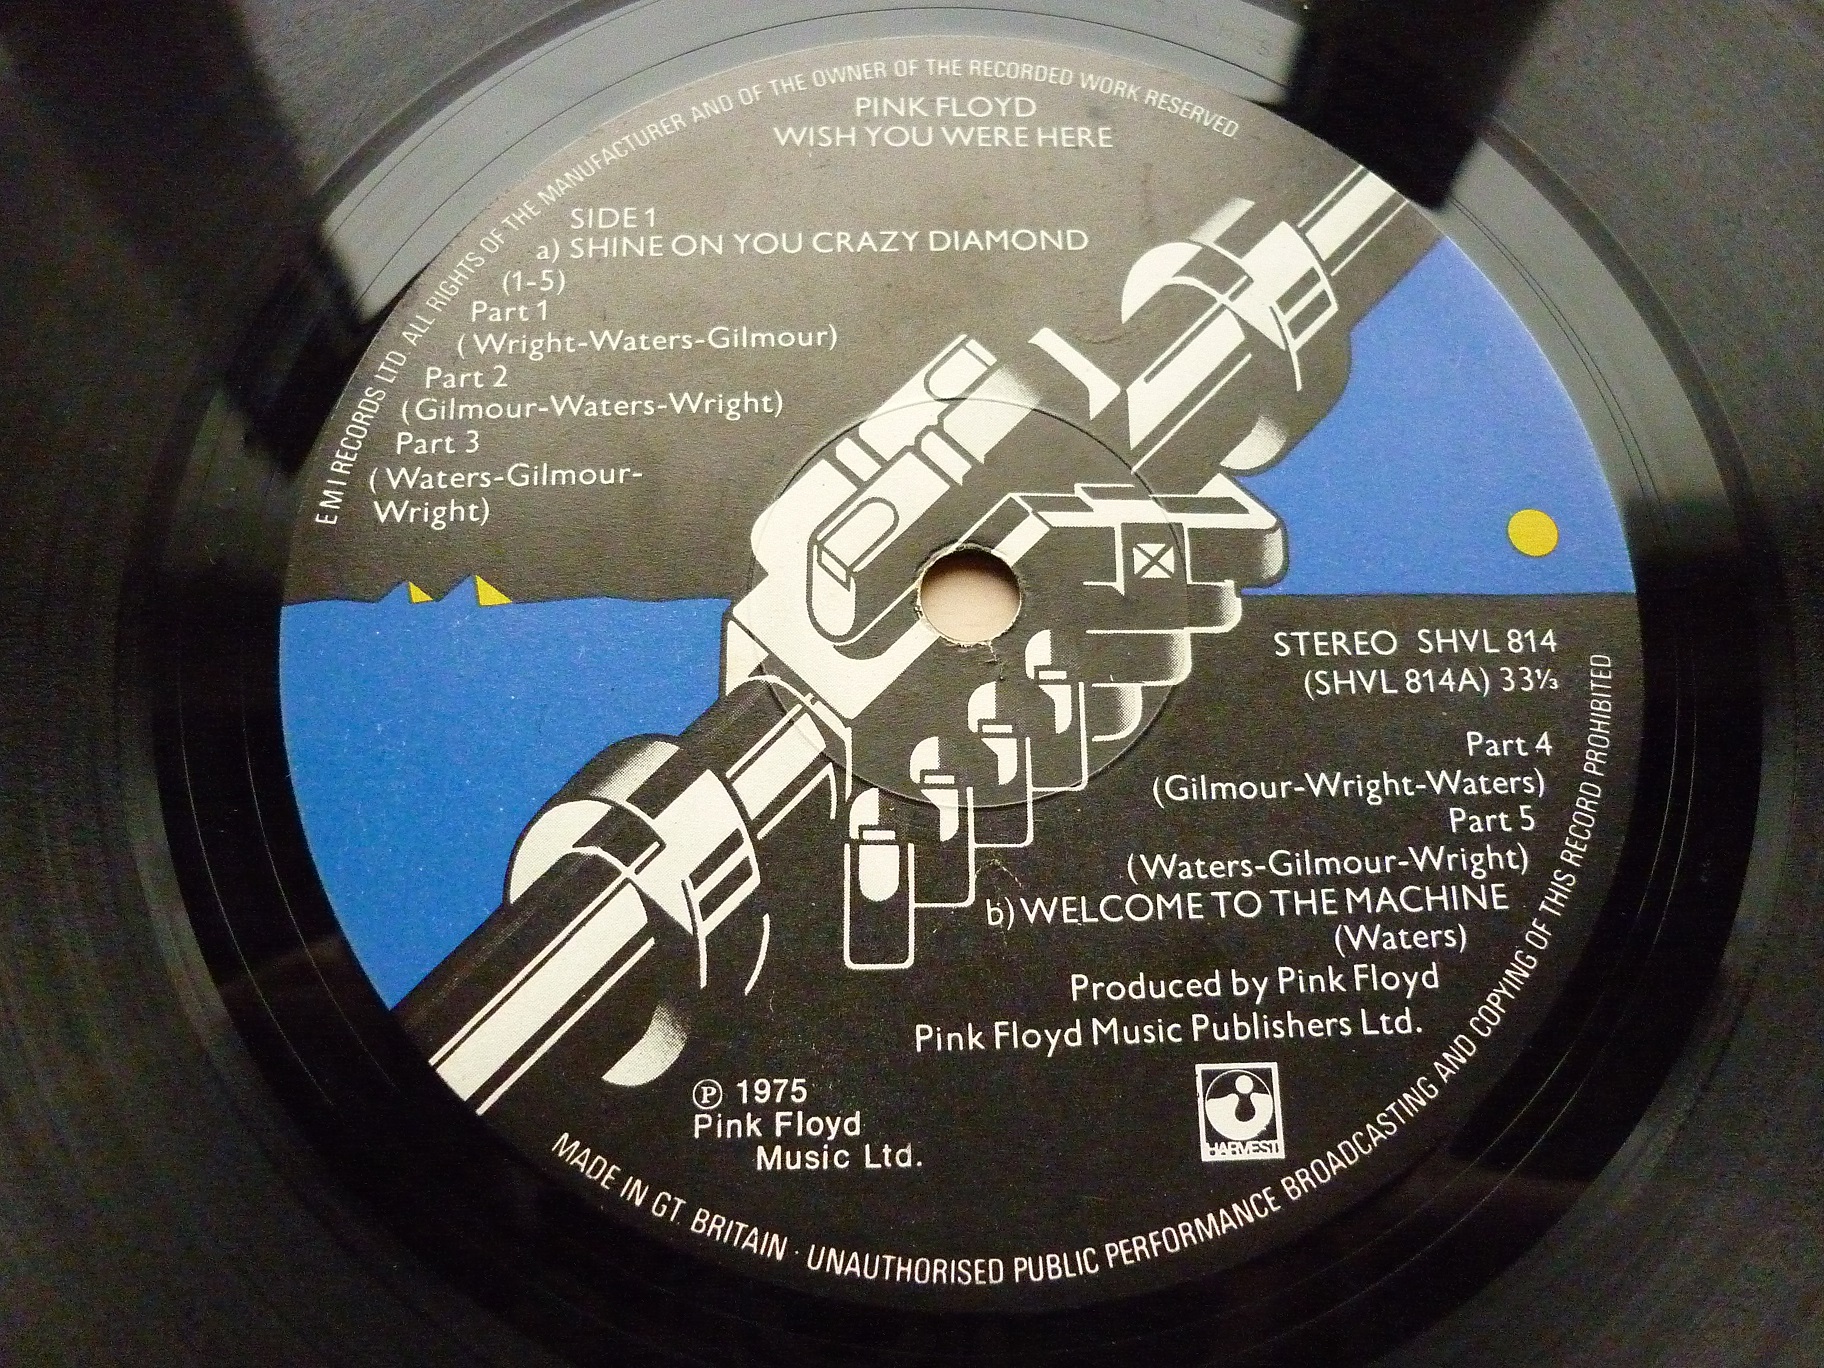 E M I RECORDS LTD. ALL RIGHTS OF THE MANUFACTURER AND OF THE OWNER OF THE RECORDED WORK RESERVED.
PINK FLOYD
WISH YOU WERE HERE
SIDE 1
a) SHINE ON YOU CRAZY DIAMOND
(1-5)
Part 1
(Wright-Waters-Gilmour)
Part 2
(Gilmour-Waters-Wright)
Part 3
(Waters-Gilmour-
Wright)
STEREO SHVL 814
(SHVL 814A) 33⅓
Part 4
(Gilmour-Wright-Waters)
Part 5
(Waters-Gilmour-Wright)
b) WELCOME TO THE MACHINE
(Waters)
Produced by Pink Floyd
Pink Floyd Music Publishers Ltd.
℗ 1975
Pink Floyd
Music Ltd.
HARVEST
MADE IN GT. BRITAIN · UNAUTHORISED PUBLIC PERFORMANCE BROADCASTING AND COPYING OF THIS RECORD PROHIBITED